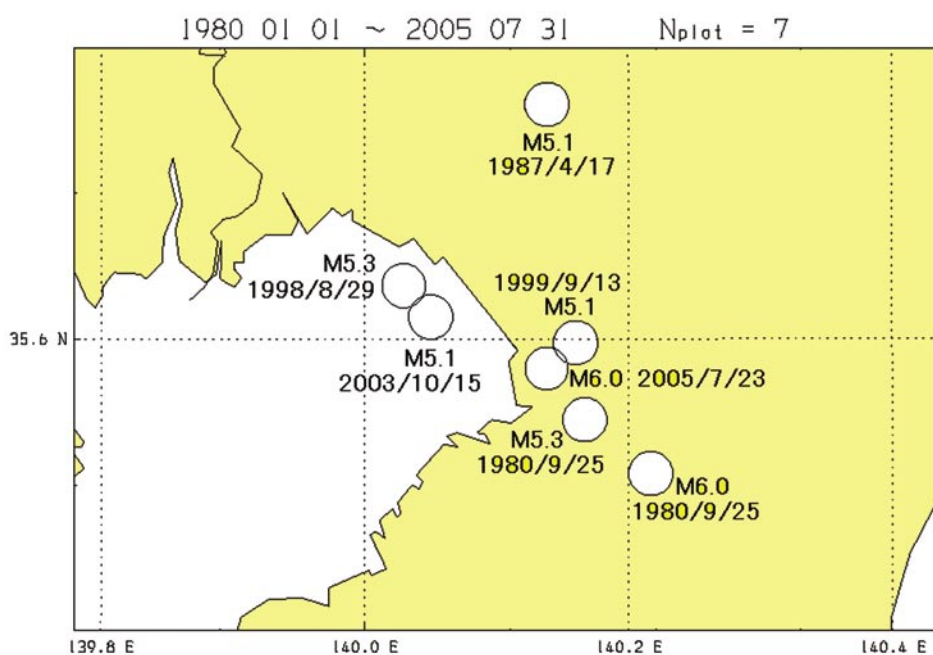 1980 01 01 ~ 2005 07 31 Nplot = 7
M5.1
1987/4/17
M5.3
1998/8/29
1999/9/13
M5.1
35.6 N
M5.1
2003/10/15
M6.0 2005/7/23
M5.3
1980/9/25
M6.0
1980/9/25
139.8 E 140.0 E 140.2 E 140.4 E